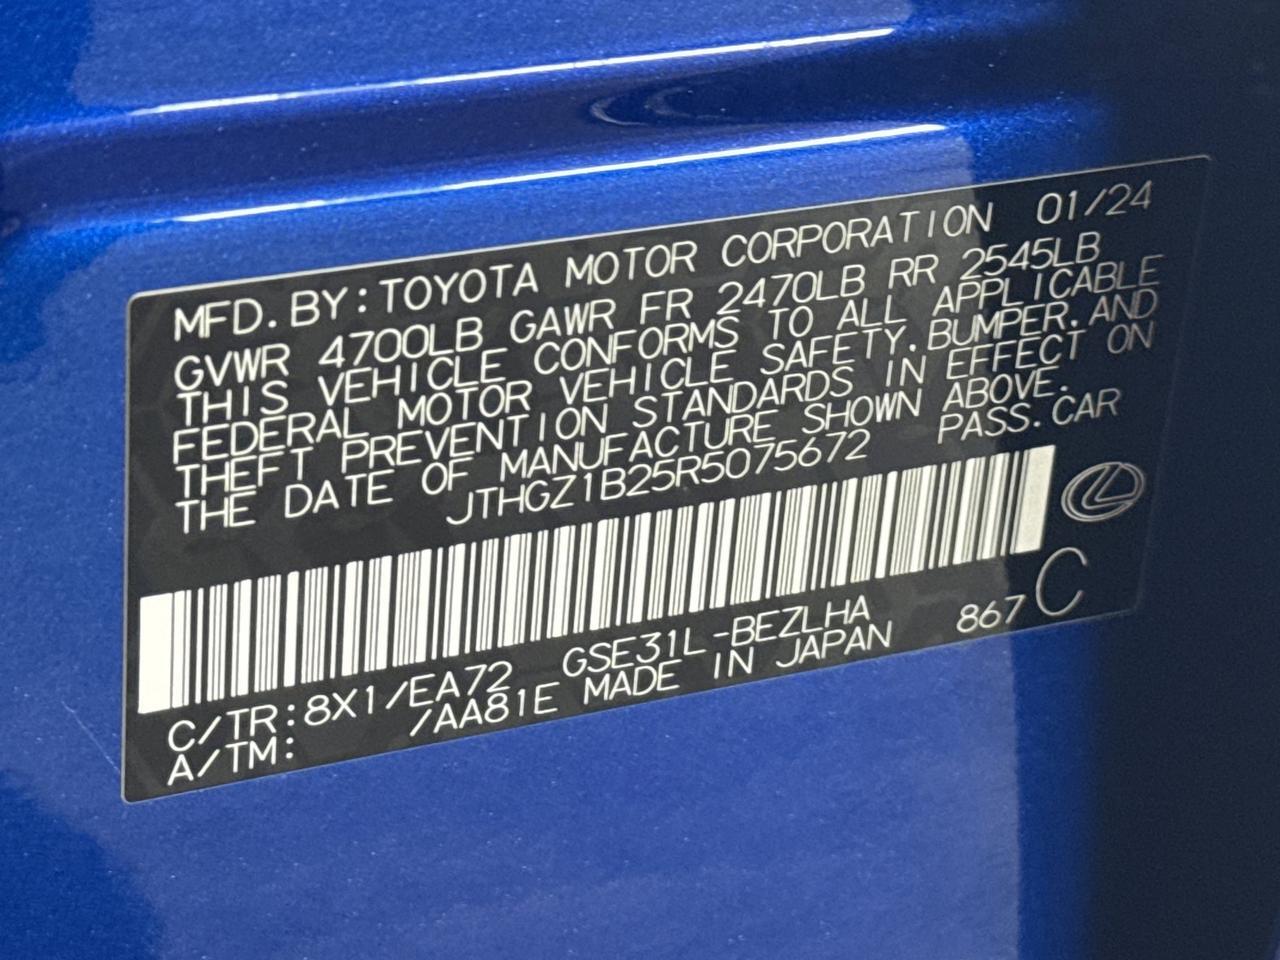 MFD. BY: TOYOTA MOTOR CORPORATION 01/24
GVWR 4700LB GAWR FR 2470LB RR 2545LB
THIS VEHICLE CONFORMS TO ALL APPLICABLE
FEDERAL MOTOR VEHICLE SAFETY, BUMPER, AND
THEFT PREVENTION STANDARDS IN EFFECT ON
THE DATE OF MANUFACTURE SHOWN ABOVE.
JTHGZ1B25R5075672 PASS. CAR
C/TR: 8X1/EA72 GSE31L-BEZLHA 867 C
A/TM: /AA81E MADE IN JAPAN